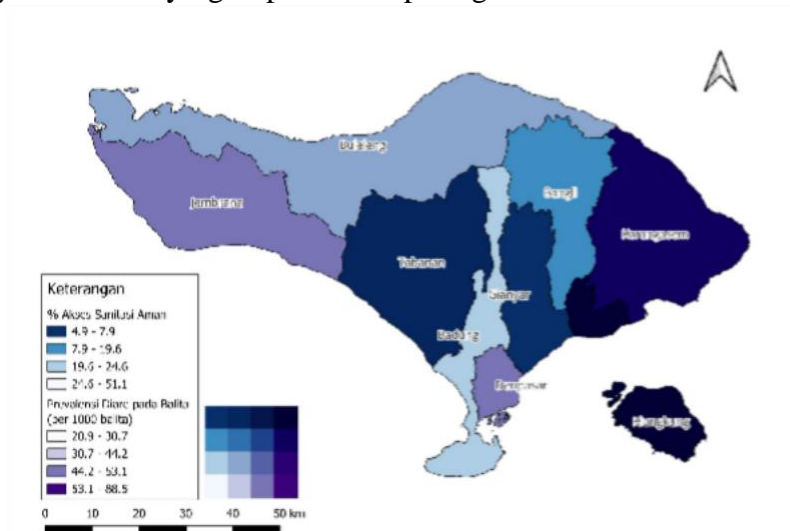 Buleleng
Jembrana
Bangli
Karangasem
Tabanan
Gianyar
Badung
Denpasar
Klungkung
Keterangan
% Akses Sanitasi Aman
4.9 - 7.9
7.9 - 19.6
19.6 - 24.6
24.6 - 51.1
Prevalensi Diare pada Balita
(per 1000 balita)
20.9 - 30.7
30.7 - 44.2
44.2 - 53.1
53.1 - 88.5
0 10 20 30 40 50 km